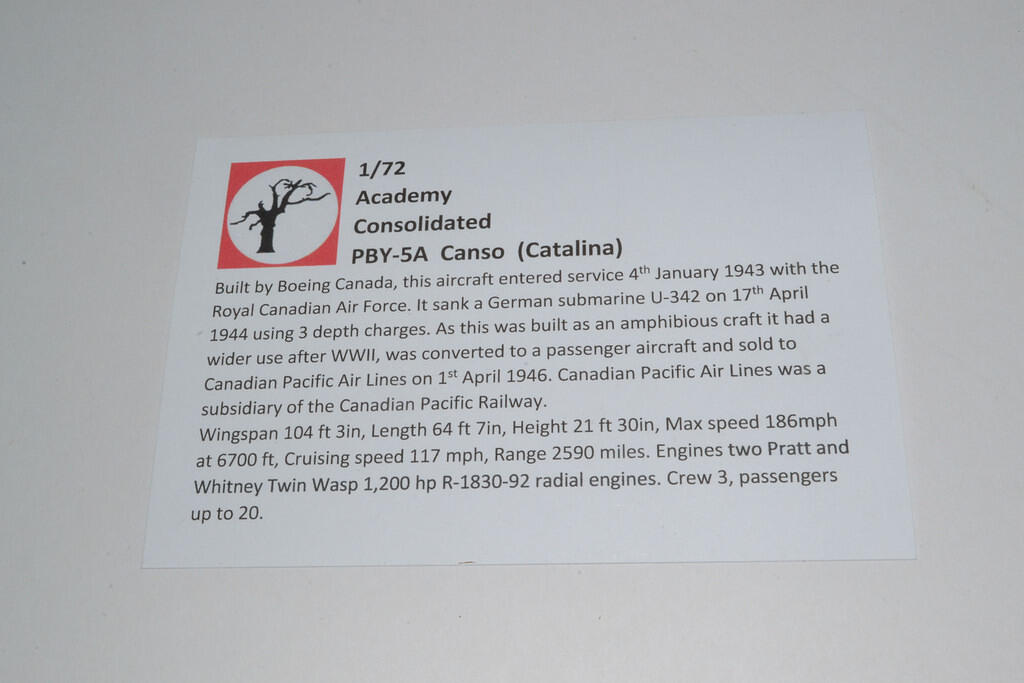 1/72
Academy
Consolidated
PBY-5A Canso (Catalina)
Built by Boeing Canada, this aircraft entered service 4th January 1943 with the
Royal Canadian Air Force. It sank a German submarine U-342 on 17th April
1944 using 3 depth charges. As this was built as an amphibious craft it had a
wider use after WWII, was converted to a passenger aircraft and sold to
Canadian Pacific Air Lines on 1st April 1946. Canadian Pacific Air Lines was a
subsidiary of the Canadian Pacific Railway.
Wingspan 104 ft 3in, Length 64 ft 7in, Height 21 ft 30in, Max speed 186mph
at 6700 ft, Cruising speed 117 mph, Range 2590 miles. Engines two Pratt and
Whitney Twin Wasp 1,200 hp R-1830-92 radial engines. Crew 3, passengers
up to 20.